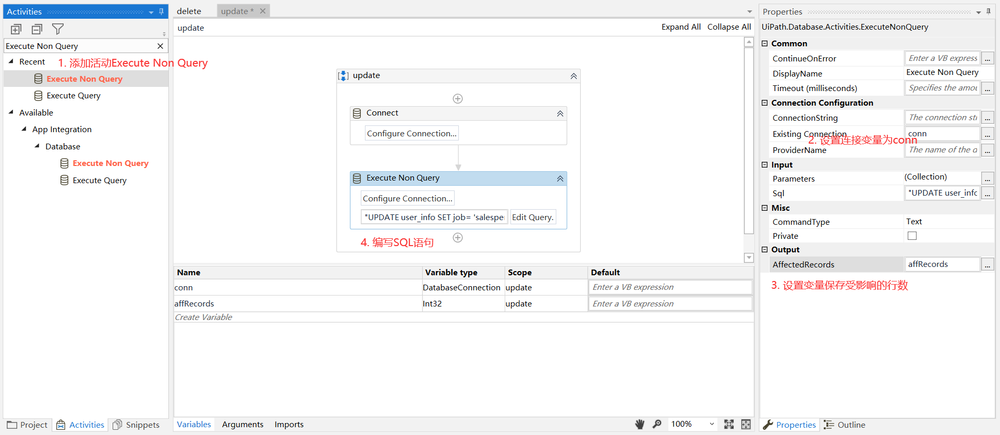 Activities
Execute Non Query
Recent
1. 添加活动Execute Non Query
Execute Non Query
Execute Query
Available
App Integration
Database
Execute Non Query
Execute Query
Project
Activities
Snippets
delete
update *
update
Expand All
Collapse All
update
Connect
Configure Connection...
Execute Non Query
Configure Connection...
"UPDATE user_info SET job= 'salespe
Edit Query.
4. 编写SQL语句
Name Variable type Scope Default
conn DatabaseConnection update Enter a VB expression
affRecords Int32 update Enter a VB expression
Create Variable
Variables
Arguments
Imports
100%
Properties
UiPath.Database.Activities.ExecuteNonQuery
Common
ContinueOnError Enter a VB express ...
DisplayName Execute Non Query
Timeout (milliseconds) Specifies the amou ...
Connection Configuration
ConnectionString The connection sti ...
Existing Connection conn ...
2. 设置连接变量为conn
ProviderName The name of the d ...
Input
Parameters (Collection) ...
Sql "UPDATE user_info ...
Misc
CommandType Text
Private
Output
AffectedRecords affRecords ...
3. 设置变量保存受影响的行数
Properties
Outline